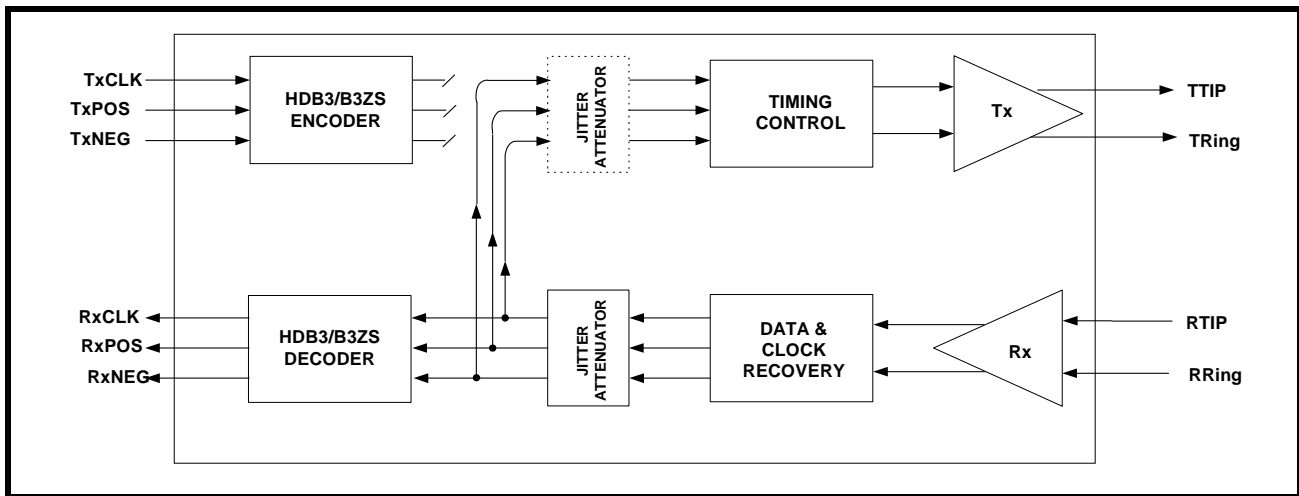 TxCLK
TxPOS
TxNEG
HDB3/B3ZS
ENCODER
JITTER
ATTENUATOR
TIMING
CONTROL
Tx
TTIP
TRing
RxCLK
RxPOS
RxNEG
HDB3/B3ZS
DECODER
JITTER
ATTENUATOR
DATA &
CLOCK
RECOVERY
Rx
RTIP
RRing